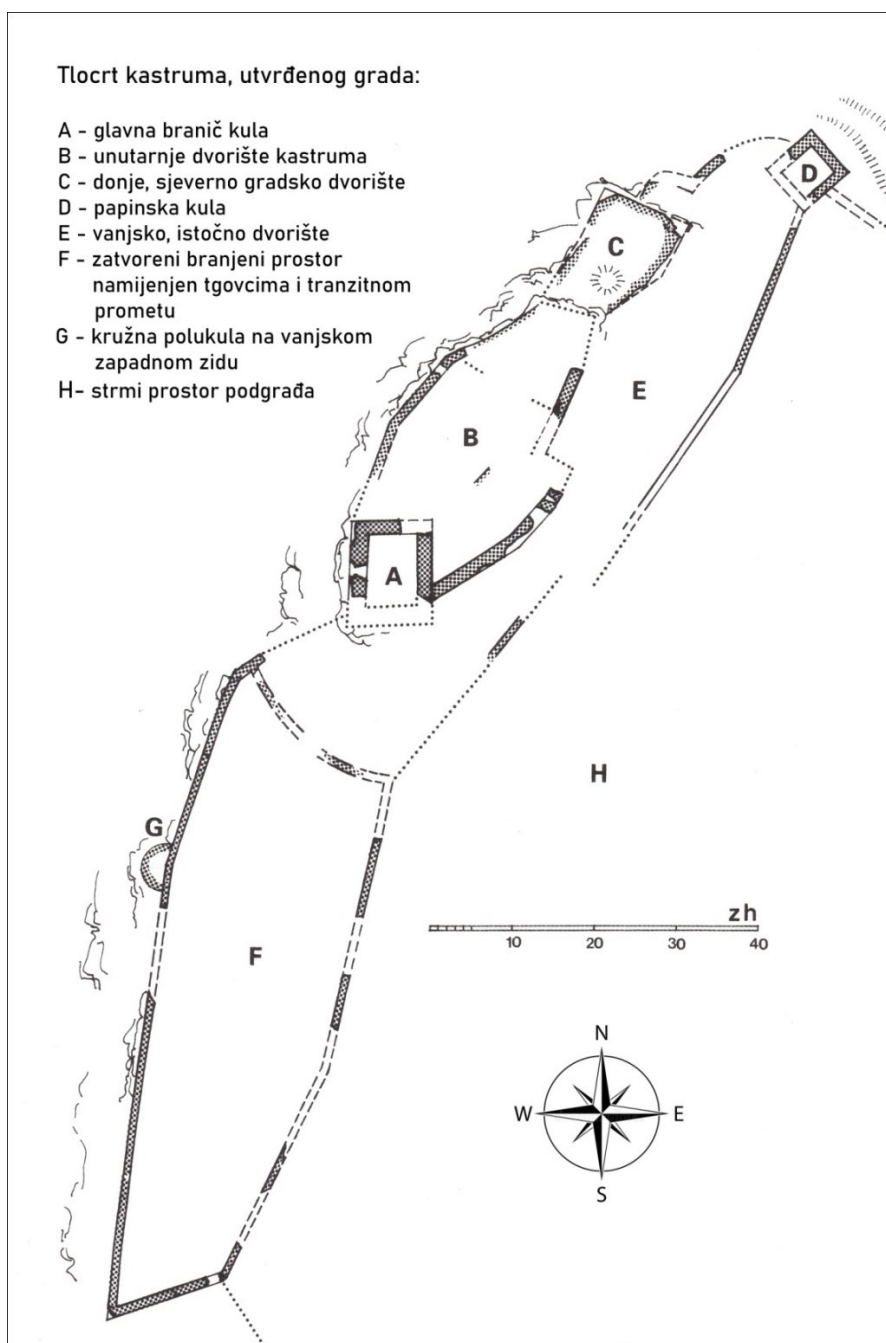 Tlocrt kastruma, utvrđenog grada:
A - glavna branič kula
B - unutarnje dvorište kastruma
C - donje, sjeverno gradsko dvorište
D - papinska kula
E - vanjsko, istočno dvorište
F - zatvoreni branjeni prostor
namijenjen tgovcima i tranzitnom
prometu
G - kružna polukula na vanjskom
zapadnom zidu
H- strmi prostor podgrađa
D
C
E
B
A
H
G
F
zh
10 20 30 40
N
W E
S